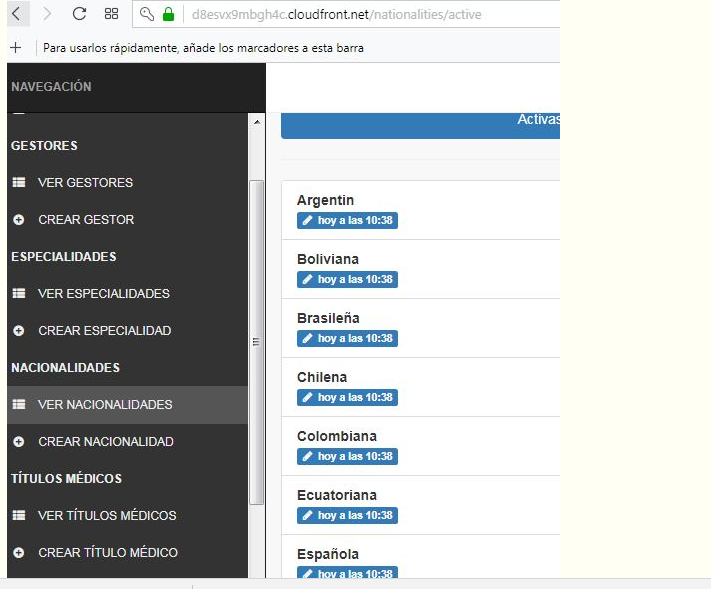 d8esvx9mbgh4c.cloudfront.net/nationalities/active
Para usarlos rápidamente, añade los marcadores a esta barra
NAVEGACIÓN
GESTORES
VER GESTORES
CREAR GESTOR
ESPECIALIDADES
VER ESPECIALIDADES
CREAR ESPECIALIDAD
NACIONALIDADES
VER NACIONALIDADES
CREAR NACIONALIDAD
TÍTULOS MÉDICOS
VER TÍTULOS MÉDICOS
CREAR TÍTULO MÉDICO
Activas
Argentin
hoy a las 10:38
Boliviana
hoy a las 10:38
Brasileña
hoy a las 10:38
Chilena
hoy a las 10:38
Colombiana
hoy a las 10:38
Ecuatoriana
hoy a las 10:38
Española
hoy a las 10:38